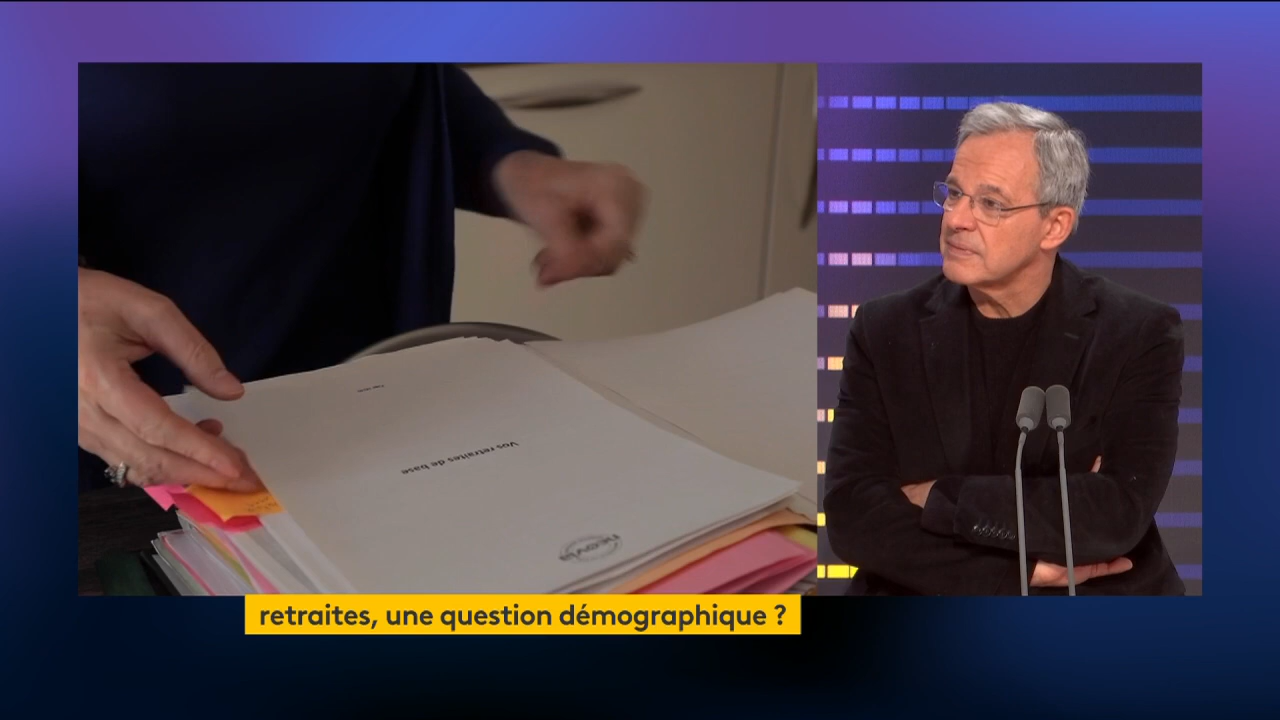 Vos retraites de base
retraites, une question démographique ?